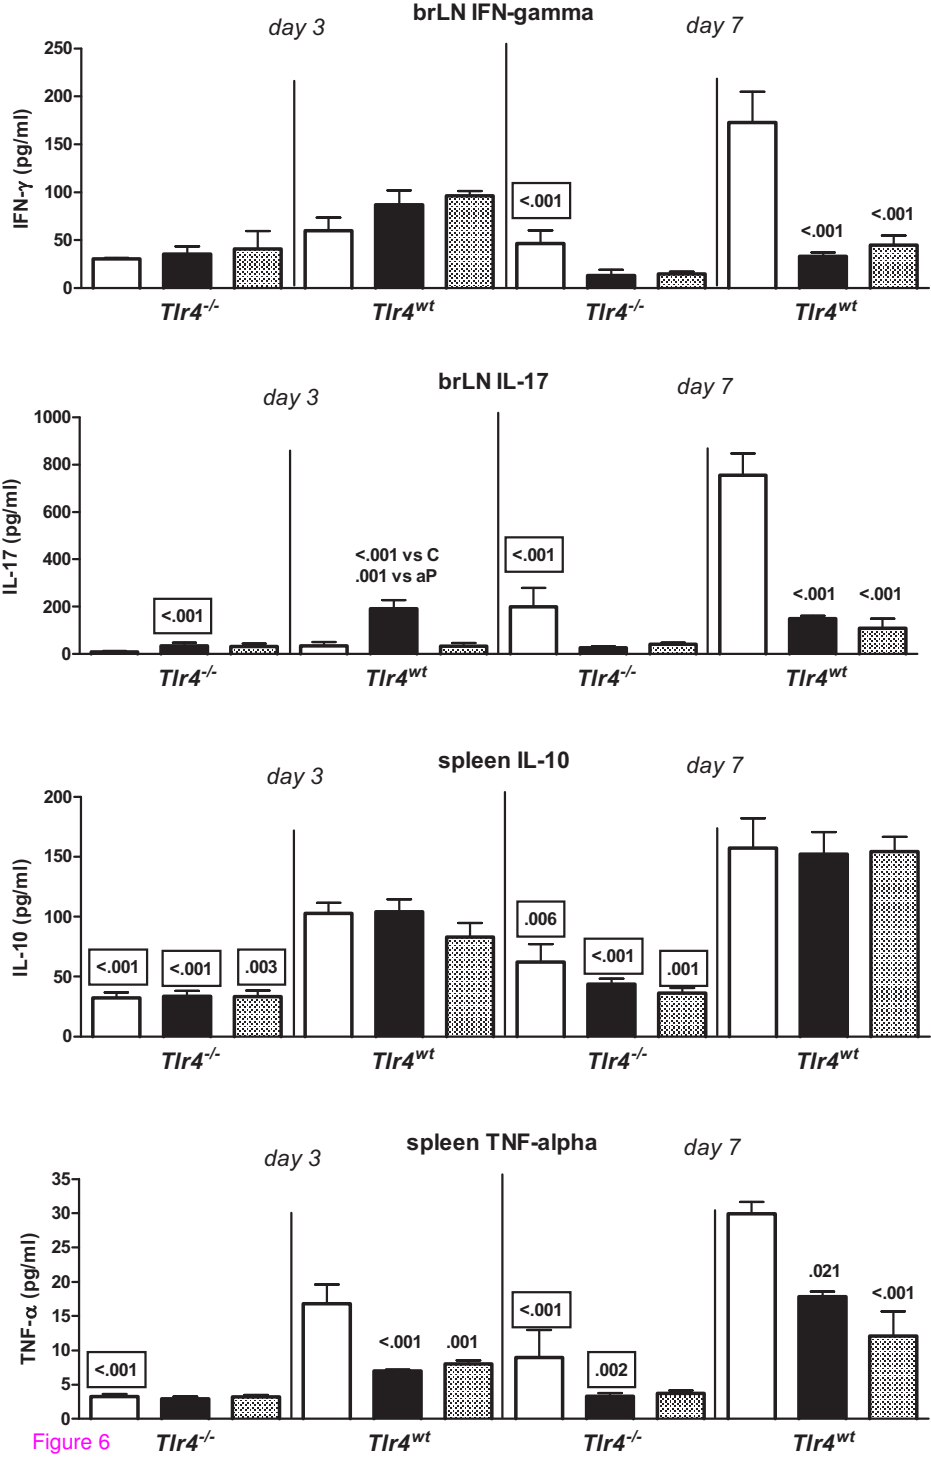 brLN IFN-gamma
day 3
day 7
250
200
150
100
50
0
IFN-γ (pg/ml)
<.001
<.001
<.001
Tlr4-/-
Tlr4wt
Tlr4-/-
Tlr4wt
brLN IL-17
day 3
day 7
1000
800
600
400
200
0
IL-17 (pg/ml)
<.001
<.001 vs C
.001 vs aP
<.001
<.001
<.001
Tlr4-/-
Tlr4wt
Tlr4-/-
Tlr4wt
spleen IL-10
day 3
day 7
200
150
100
50
0
IL-10 (pg/ml)
<.001
<.001
.003
.006
<.001
.001
Tlr4-/-
Tlr4wt
Tlr4-/-
Tlr4wt
spleen TNF-alpha
day 3
day 7
35
30
25
20
15
10
5
0
TNF-α (pg/ml)
<.001
<.001
.001
<.001
.002
.021
<.001
Tlr4-/-
Tlr4wt
Tlr4-/-
Tlr4wt
Figure 6